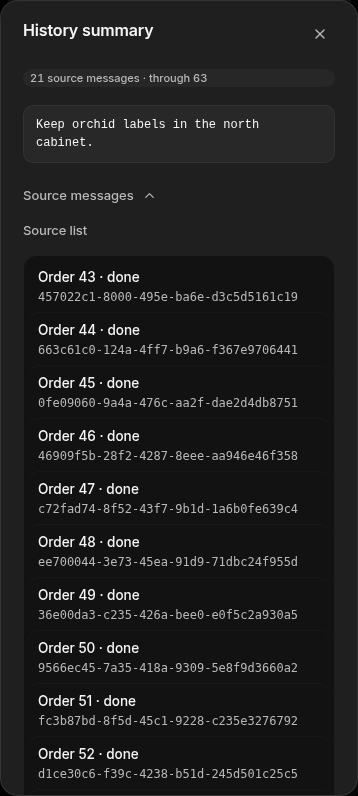 History summary
21 source messages · through 63
Keep orchid labels in the north
cabinet.
Source messages
Source list
Order 43 · done
457022c1-8000-495e-ba6e-d3c5d5161c19
Order 44 · done
663c61c0-124a-4ff7-b9a6-f367e9706441
Order 45 · done
0fe09060-9a4a-476c-aa2f-dae2d4db8751
Order 46 · done
46909f5b-28f2-4287-8eee-aa946e46f358
Order 47 · done
c72fad74-8f52-43f7-9b1d-1a6b0fe639c4
Order 48 · done
ee700044-3e73-45ea-91d9-71dbc24f955d
Order 49 · done
36e00da3-c235-426a-bee0-e0f5c2a930a5
Order 50 · done
9566ec45-7a35-418a-9309-5e8f9d3660a2
Order 51 · done
fc3b87bd-8f5d-45c1-9228-c235e3276792
Order 52 · done
d1ce30c6-f39c-4238-b51d-245d501c25c5